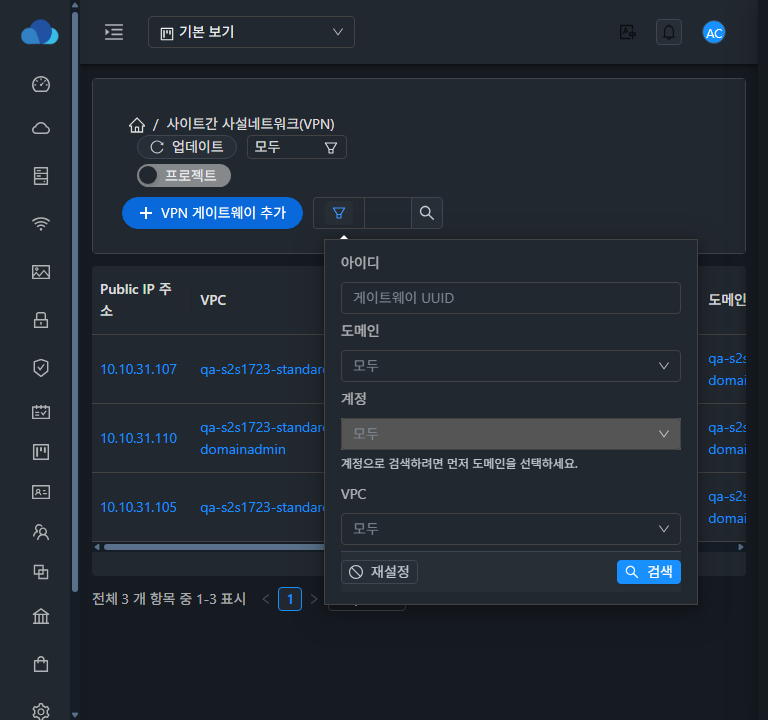 기본 보기
AC
/ 사이트간 사설네트워크(VPN)
업데이트
모두
프로젝트
VPN 게이트웨이 추가
아이디
게이트웨이 UUID
도메인
모두
계정
모두
계정으로 검색하려면 먼저 도메인을 선택하세요.
VPC
모두
재설정
검색
Public IP 주
소
VPC
도메인
10.10.31.107
qa-s2s1723-standard
qa-s2s
domai
10.10.31.110
qa-s2s1723-standard
domainadmin
qa-s2s
domai
10.10.31.105
qa-s2s1723-standard
qa-s2s
domai
전체 3 개 항목 중 1-3 표시
1